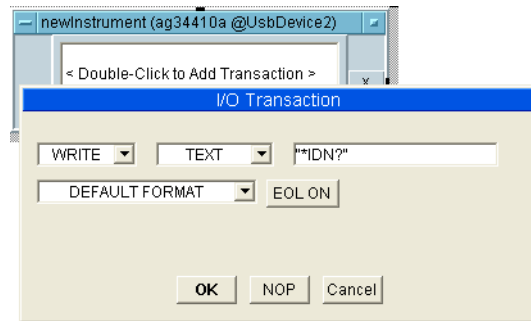 newInstrument (ag34410a @UsbDevice2)
< Double-Click to Add Transaction >
x
I/O Transaction
WRITE TEXT "*IDN?"
DEFAULT FORMAT EOL ON
OK NOP Cancel